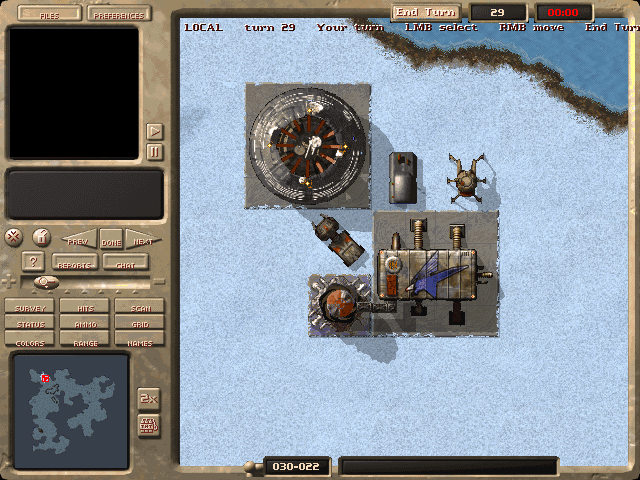 FILES PREFERENCES End Turn 29 00:00
LOCAL turn 29 Your turn LMB select RMB move End Tur
PREV DONE NEXT
? REPORTS CHAT
SURVEY HITS SCAN
STATUS AMMO GRID
COLORS RANGE NAMES
2x
030-022